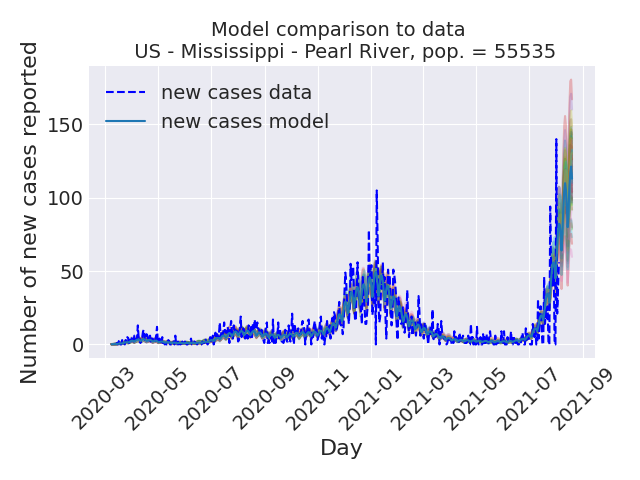 Model comparison to data
US - Mississippi - Pearl River, pop. = 55535
Number of new cases reported
new cases data
new cases model
150
100
50
0
2020-03
2020-05
2020-07
2020-09
2020-11
2021-01
2021-03
2021-05
2021-07
2021-09
Day